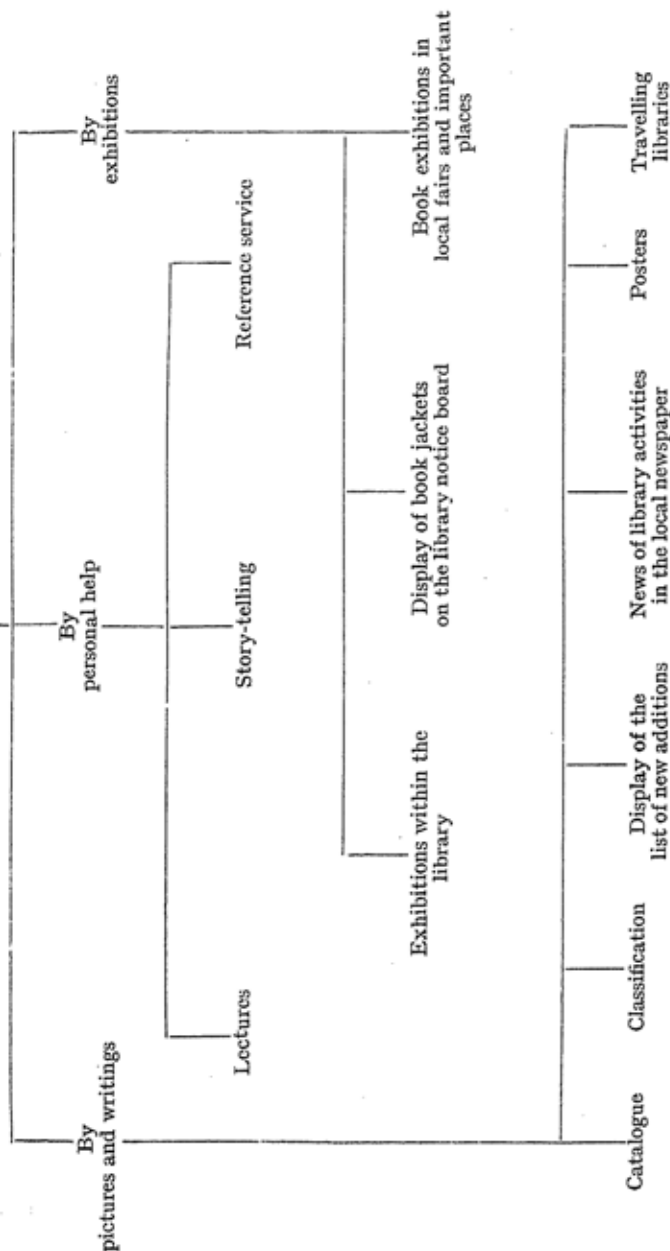 By
pictures and writings
By
personal help
By
exhibitions
Lectures
Story-telling
Reference service
Exhibitions within the
library
Display of book jackets
on the library notice board
Book exhibitions in
local fairs and important
places
Catalogue
Classification
Display of the
list of new additions
News of library activities
in the local newspaper
Posters
Travelling
libraries